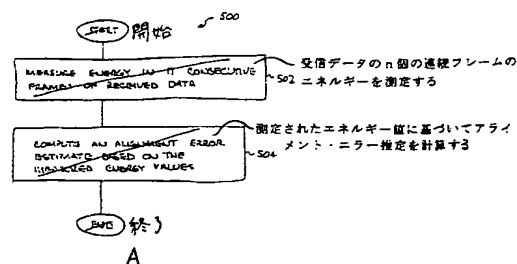 500
START 開始
MEASURE ENERGY IN n CONSECUTIVE
FRAMES OF RECEIVED DATA
502
受信データのn個の連続フレームの
エネルギーを測定する
COMPUTE AN ALIGNMENT ERROR
ESTIMATE BASED ON THE
MEASURED ENERGY VALUES
504
測定されたエネルギー値に基づいてアライ
メント・エラー推定を計算する
END 終了
A